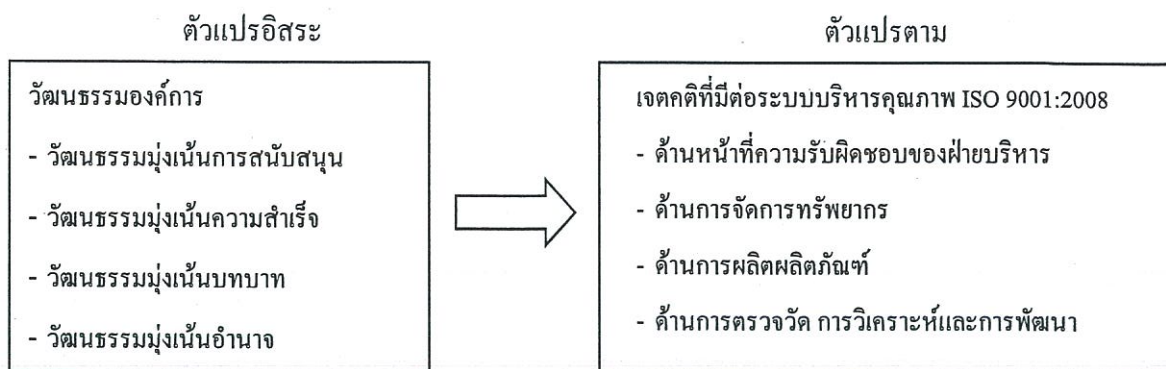 ตัวแปรอิสระ
วัฒนธรรมองค์การ
- วัฒนธรรมมุ่งเน้นการสนับสนุน
- วัฒนธรรมมุ่งเน้นความสำเร็จ
- วัฒนธรรมมุ่งเน้นบทบาท
- วัฒนธรรมมุ่งเน้นอำนาจ
ตัวแปรตาม
เจตคติที่มีต่อระบบบริหารคุณภาพ ISO 9001:2008
- ด้านหน้าที่ความรับผิดชอบของฝ่ายบริหาร
- ด้านการจัดการทรัพยากร
- ด้านการผลิตผลิตภัณฑ์
- ด้านการตรวจวัด การวิเคราะห์และการพัฒนา